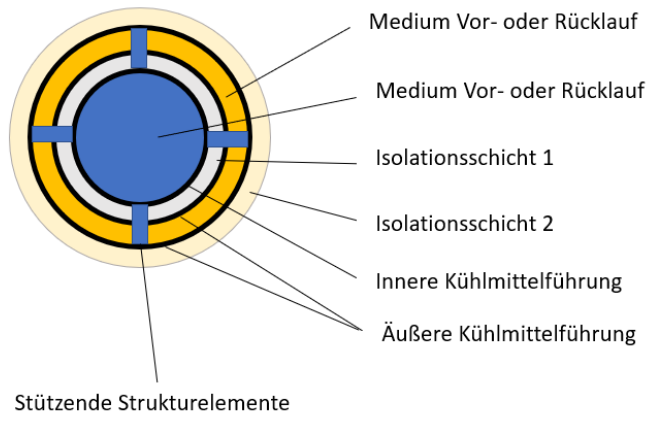 Medium Vor- oder Rücklauf
Medium Vor- oder Rücklauf
Isolationsschicht 1
Isolationsschicht 2
Innere Kühlmittelführung
Äußere Kühlmittelführung
Stützende Strukturelemente